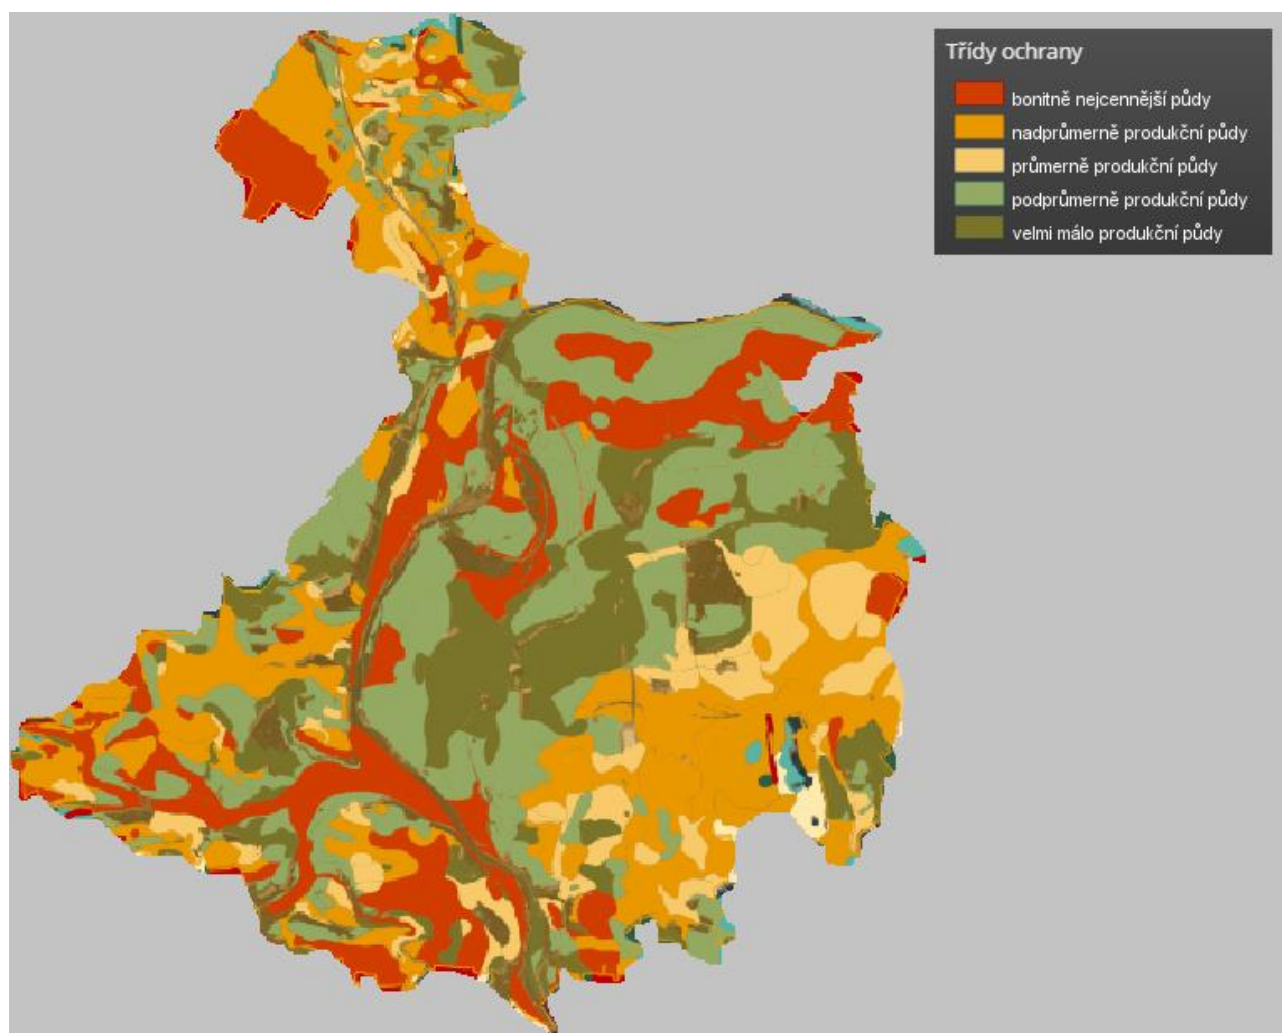 Třídy ochrany
bonitně nejcennější půdy
nadprůmerně produkční půdy
průmerně produkční půdy
podprůmerně produkční půdy
velmi málo produkční půdy